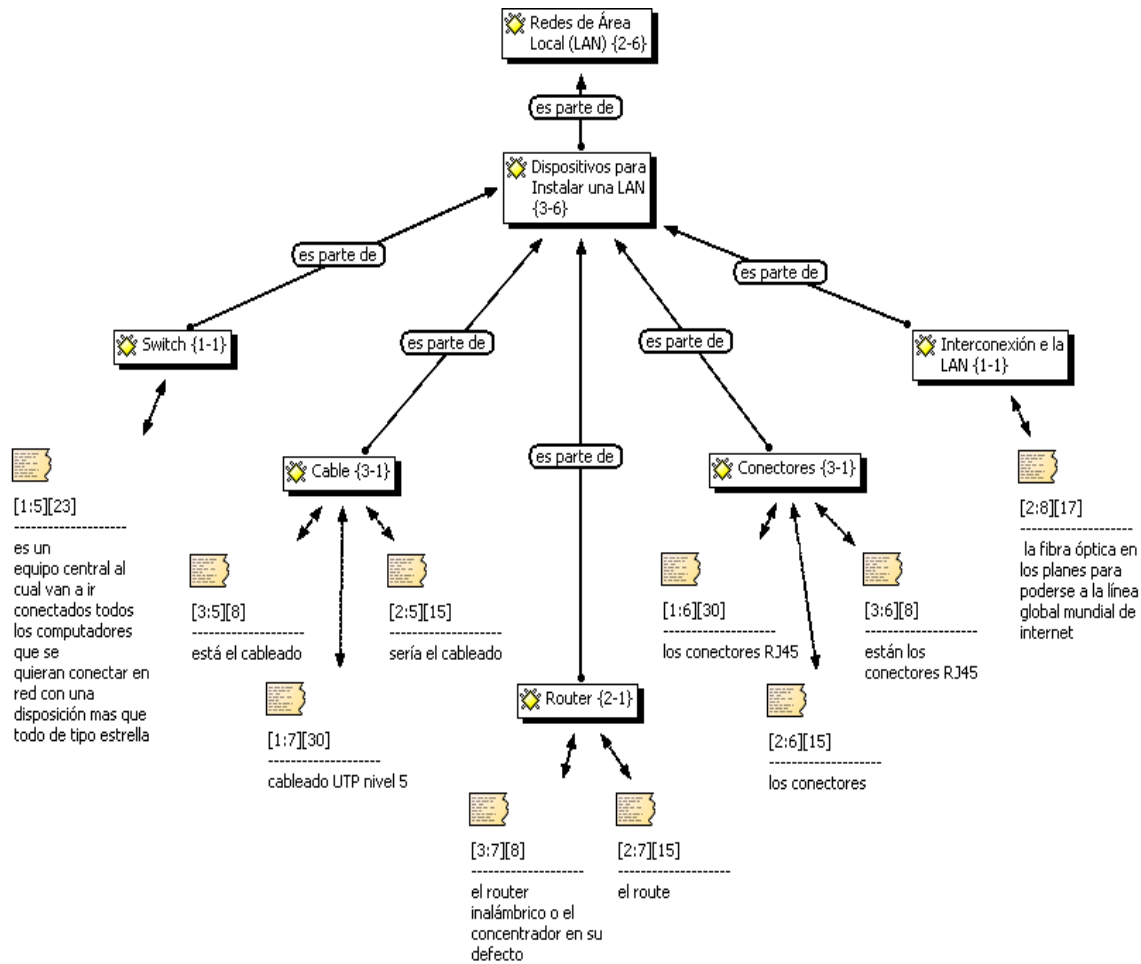 Redes de Área
Local (LAN) {2-6}
es parte de
Dispositivos para
Instalar una LAN
{3-6}
es parte de
es parte de
es parte de
es parte de
es parte de
Switch {1-1}
Interconexión e la
LAN {1-1}
Cable {3-1}
Conectores {3-1}
Router {2-1}
[1:5][23]
--------------------
es un
equipo central al
cual van a ir
conectados todos
los computadores
que se
quieran conectar en
red con una
disposición mas que
todo de tipo estrella
[3:5][8]
--------------------
está el cableado
[2:5][15]
--------------------
sería el cableado
[1:7][30]
--------------------
cableado UTP nivel 5
[3:7][8]
--------------------
el router
inalámbrico o el
concentrador en su
defecto
[2:7][15]
--------------------
el route
[1:6][30]
--------------------
los conectores RJ45
[2:6][15]
--------------------
los conectores
[3:6][8]
--------------------
están los
conectores RJ45
[2:8][17]
--------------------
la fibra óptica en
los planes para
poderse a la línea
global mundial de
internet